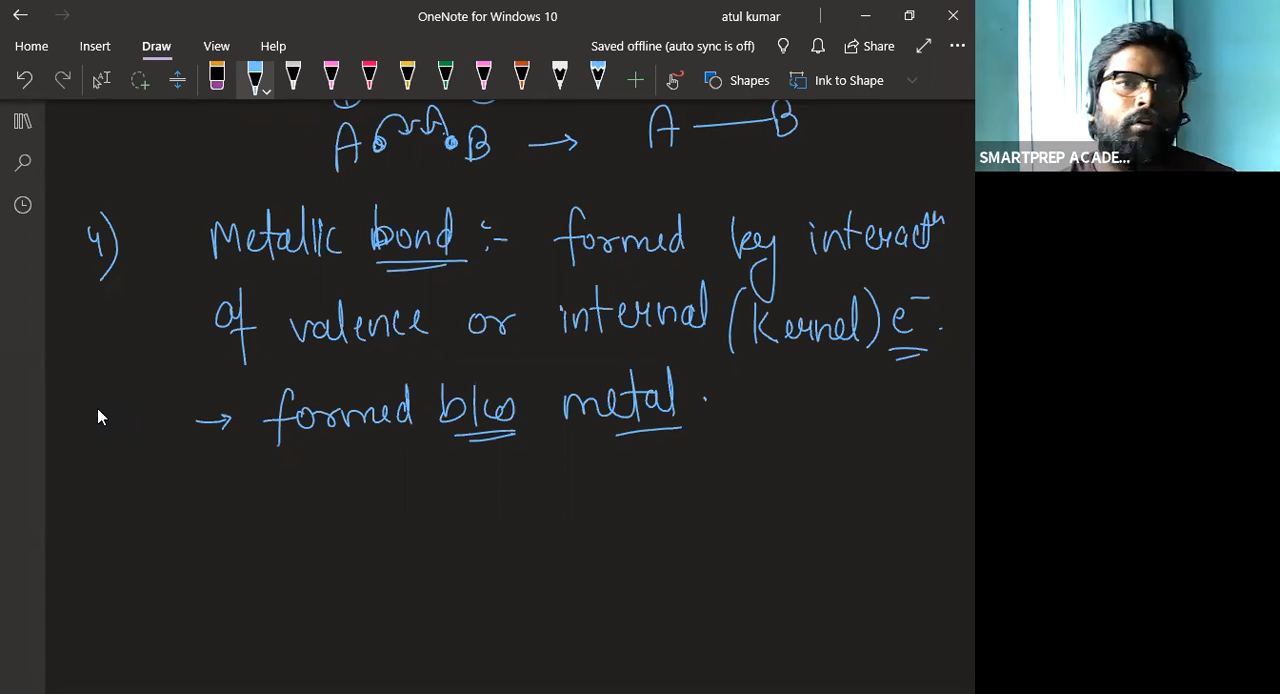 OneNote for Windows 10
atul kumar
Home Insert Draw View Help
Saved offline (auto sync is off)
Share
Shapes
Ink to Shape
SMARTPREP ACADE...
A B → A — B
4) Metallic bond :- formed by interactn
of valence or internal (Kernel) e⁻.
→ formed b/w metal.